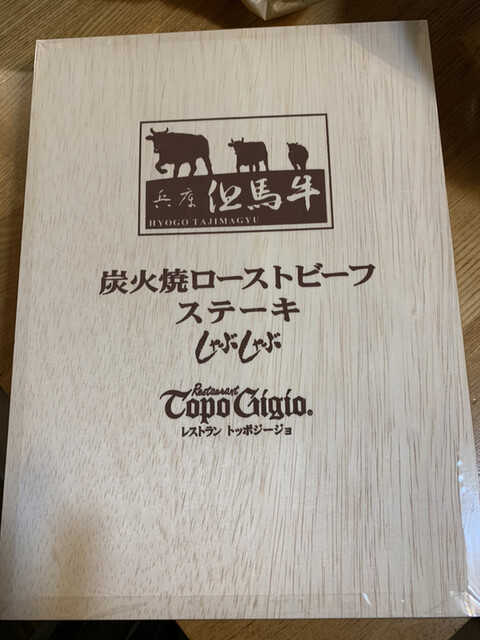 兵庫 但馬牛
HYOGO TAJIMAGYU
炭火焼ローストビーフ
ステーキ
しゃぶしゃぶ
Restaurant
Topo Gigio®
レストラン トッポジージョ